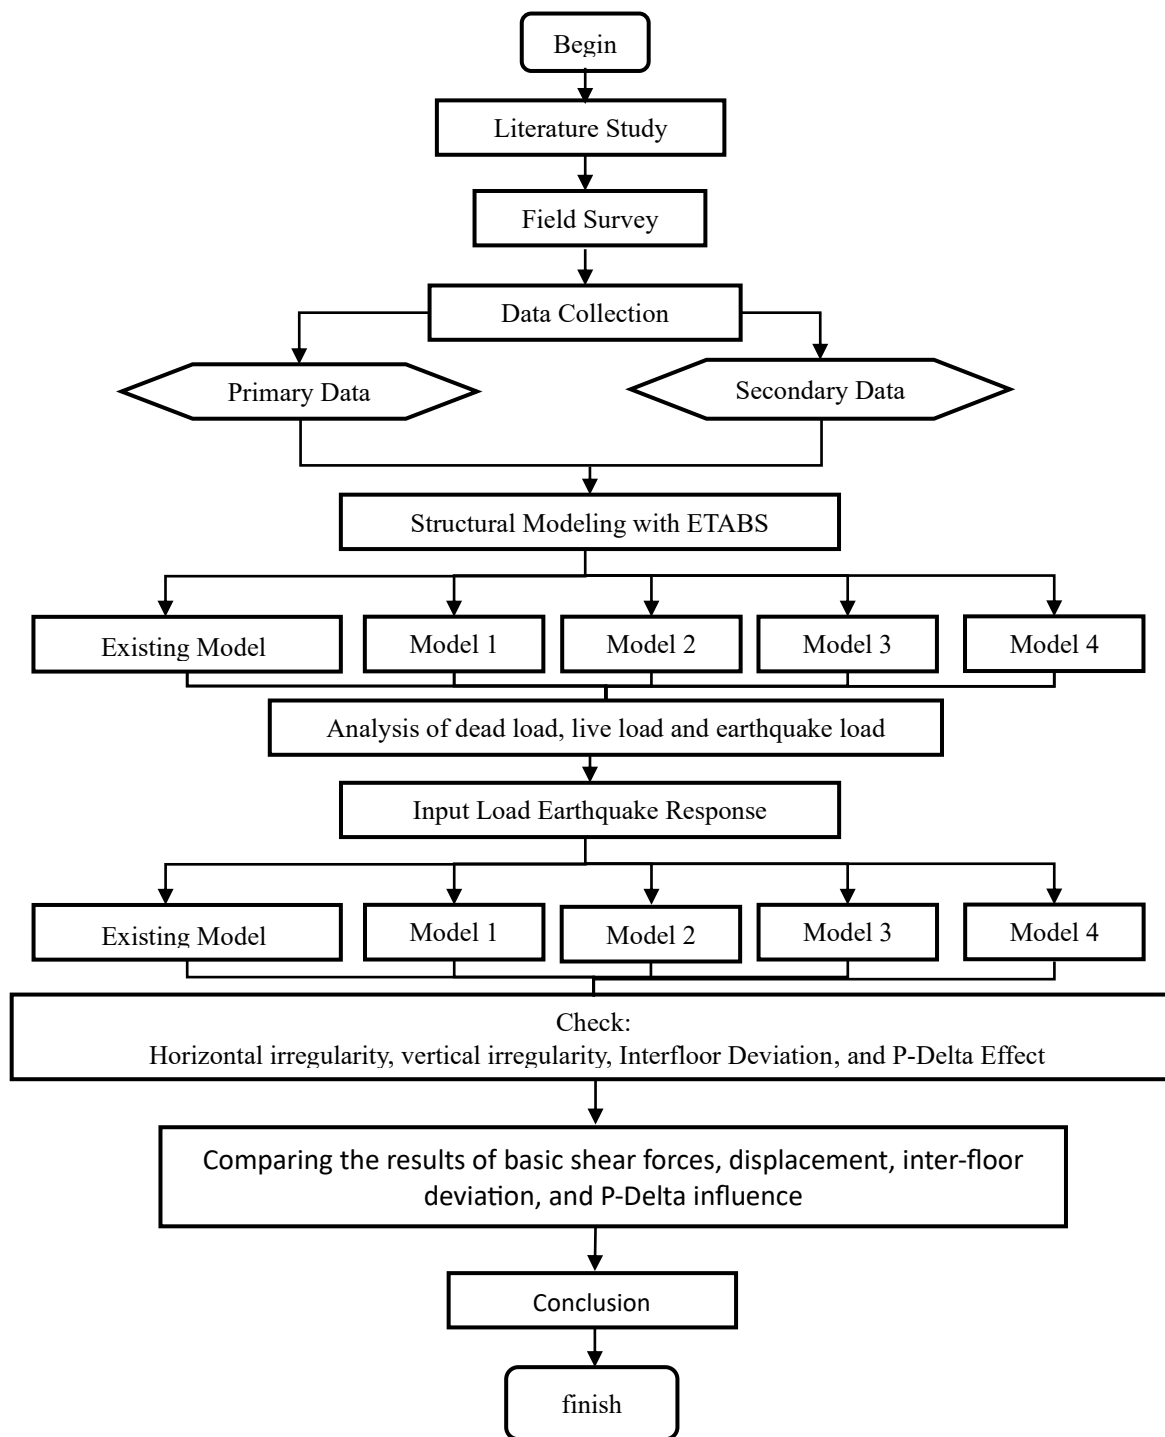 Begin
Literature Study
Field Survey
Data Collection
Primary Data
Secondary Data
Structural Modeling with ETABS
Existing Model
Model 1
Model 2
Model 3
Model 4
Analysis of dead load, live load and earthquake load
Input Load Earthquake Response
Existing Model
Model 1
Model 2
Model 3
Model 4
Check:
Horizontal irregularity, vertical irregularity, Interfloor Deviation, and P-Delta Effect
Comparing the results of basic shear forces, displacement, inter-floor
deviation, and P-Delta influence
Conclusion
finish